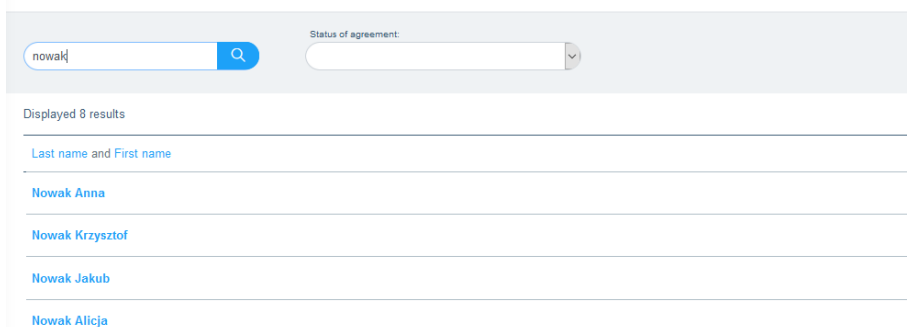 Status of agreement:
nowak
Displayed 8 results
Last name and First name
Nowak Anna
Nowak Krzysztof
Nowak Jakub
Nowak Alicja